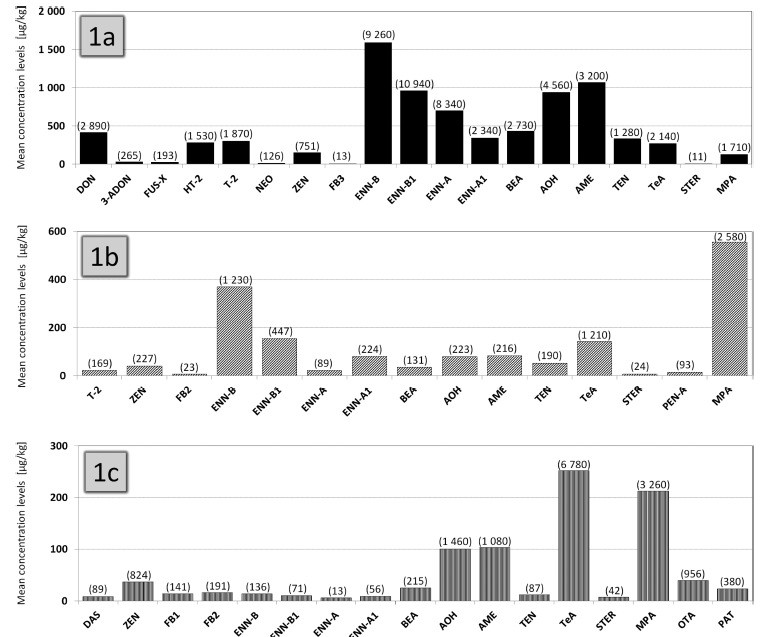 Mean concentration levels [µg/kg]
1a
2 000
1 500
1 000
500
0
(2 890)
(265)
(193)
(1 530)
(1 870)
(126)
(751)
(13)
(9 260)
(10 940)
(8 340)
(2 340)
(2 730)
(4 560)
(3 200)
(1 280)
(2 140)
(11)
(1 710)
DON
3-ADON
FUS-X
HT-2
T-2
NEO
ZEN
FB3
ENN-B
ENN-B1
ENN-A
ENN-A1
BEA
AOH
AME
TEN
TeA
STER
MPA
Mean concentration levels [µg/kg]
1b
600
400
200
0
(169)
(227)
(23)
(1 230)
(447)
(89)
(224)
(131)
(223)
(216)
(190)
(1 210)
(24)
(93)
(2 580)
T-2
ZEN
FB2
ENN-B
ENN-B1
ENN-A
ENN-A1
BEA
AOH
AME
TEN
TeA
STER
PEN-A
MPA
Mean concentration levels [µg/kg]
1c
300
200
100
0
(89)
(824)
(141)
(191)
(136)
(71)
(13)
(56)
(215)
(1 460)
(1 080)
(87)
(6 780)
(42)
(3 260)
(956)
(380)
DAS
ZEN
FB1
FB2
ENN-B
ENN-B1
ENN-A
ENN-A1
BEA
AOH
AME
TEN
TeA
STER
MPA
OTA
PAT